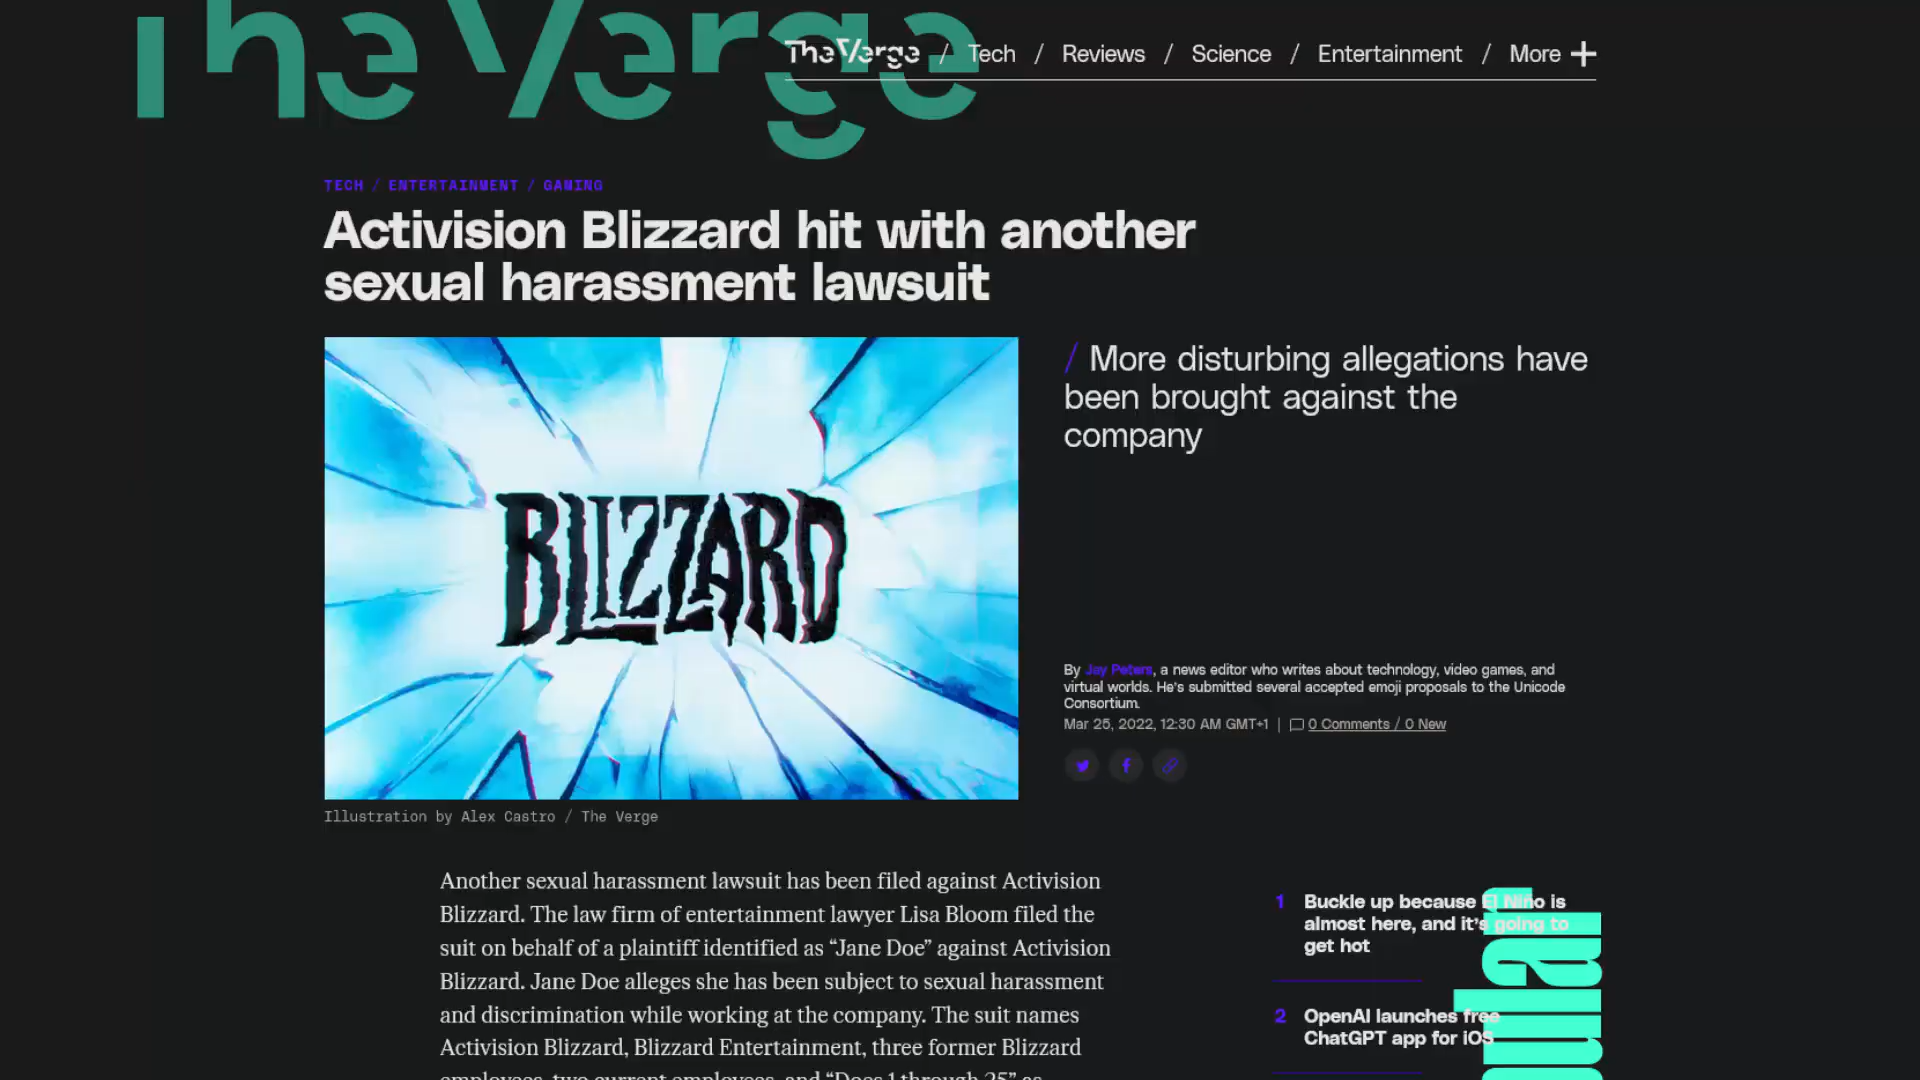 The Verge
The Verge / Tech / Reviews / Science / Entertainment / More
TECH / ENTERTAINMENT / GAMING
Activision Blizzard hit with another
sexual harassment lawsuit
/ More disturbing allegations have
been brought against the
company
BLIZZARD
By Jay Peters, a news editor who writes about technology, video games, and
virtual worlds. He's submitted several accepted emoji proposals to the Unicode
Consortium.
Mar 25, 2022, 12:30 AM GMT+1 | 0 Comments / 0 New
Illustration by Alex Castro / The Verge
Another sexual harassment lawsuit has been filed against Activision
Blizzard. The law firm of entertainment lawyer Lisa Bloom filed the
suit on behalf of a plaintiff identified as “Jane Doe” against Activision
Blizzard. Jane Doe alleges she has been subject to sexual harassment
and discrimination while working at the company. The suit names
Activision Blizzard, Blizzard Entertainment, three former Blizzard
employees, two current employees, and “Does 1 through 25” as
1 Buckle up because El Niño is
almost here, and it's going to
get hot
2 OpenAI launches free
ChatGPT app for iOS